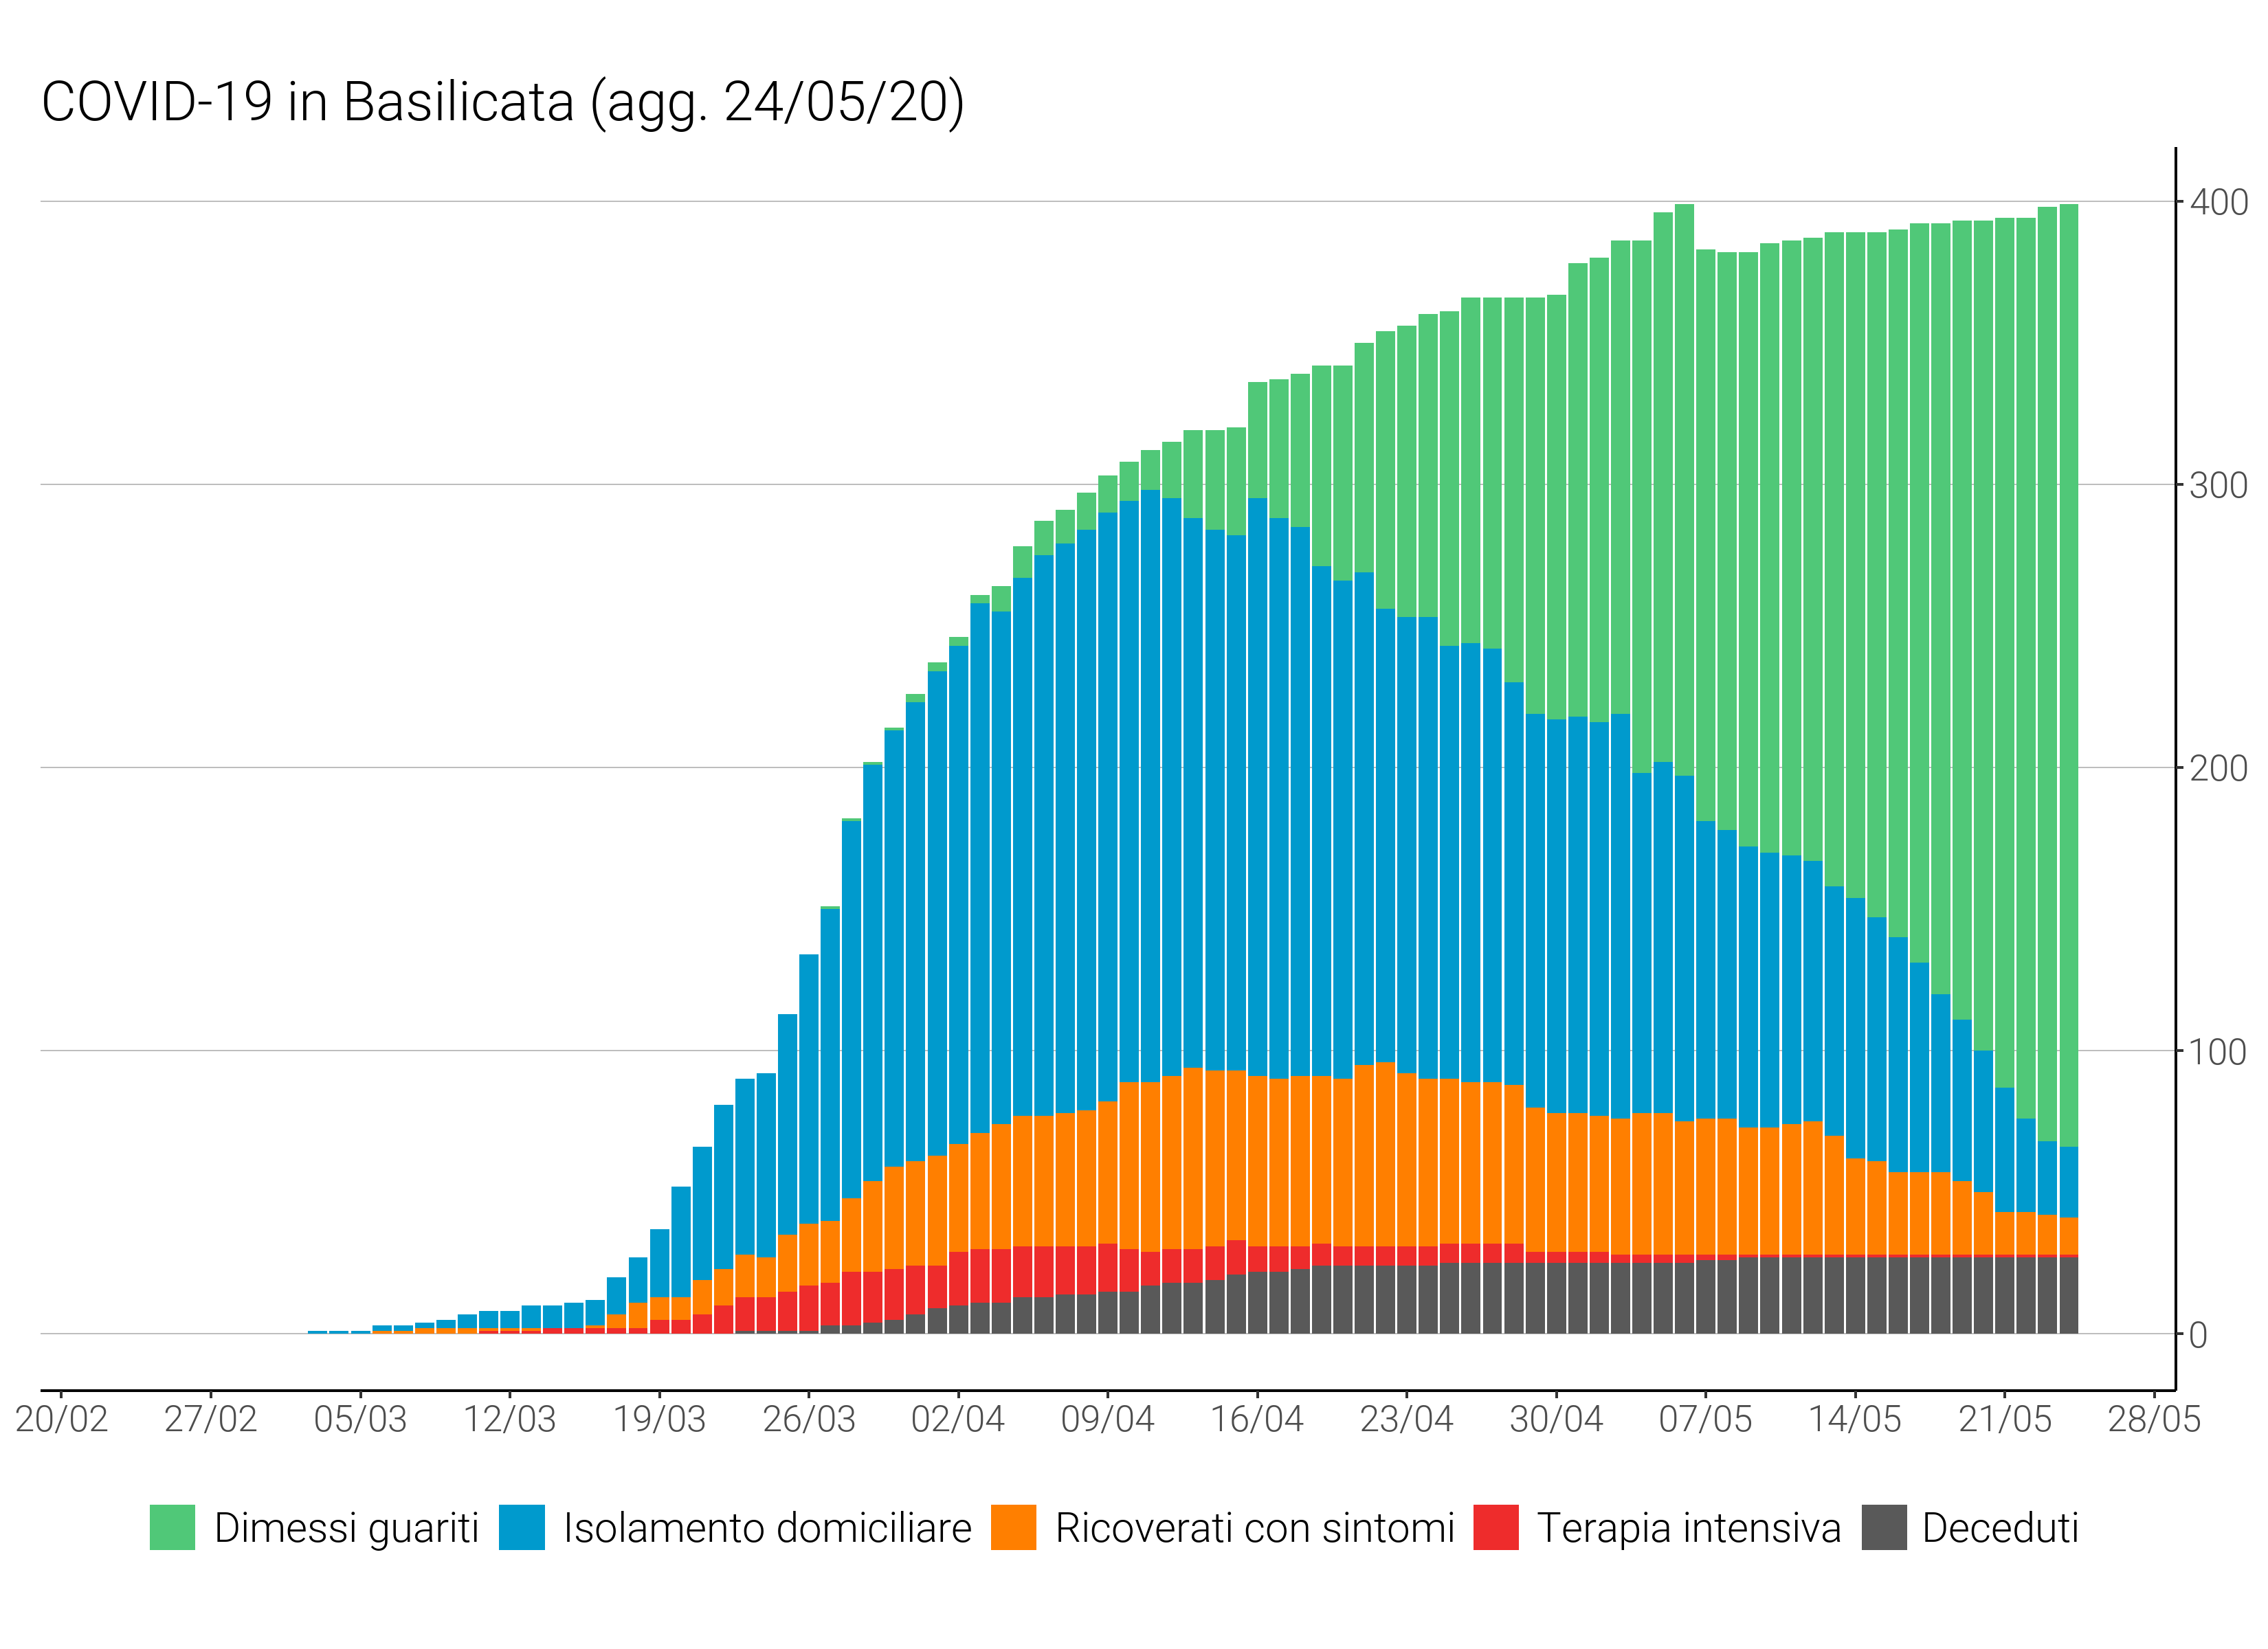 COVID-19 in Basilicata (agg. 24/05/20)
400
300
200
100
0
20/02 27/02 05/03 12/03 19/03 26/03 02/04 09/04 16/04 23/04 30/04 07/05 14/05 21/05 28/05
Dimessi guariti Isolamento domiciliare Ricoverati con sintomi Terapia intensiva Deceduti